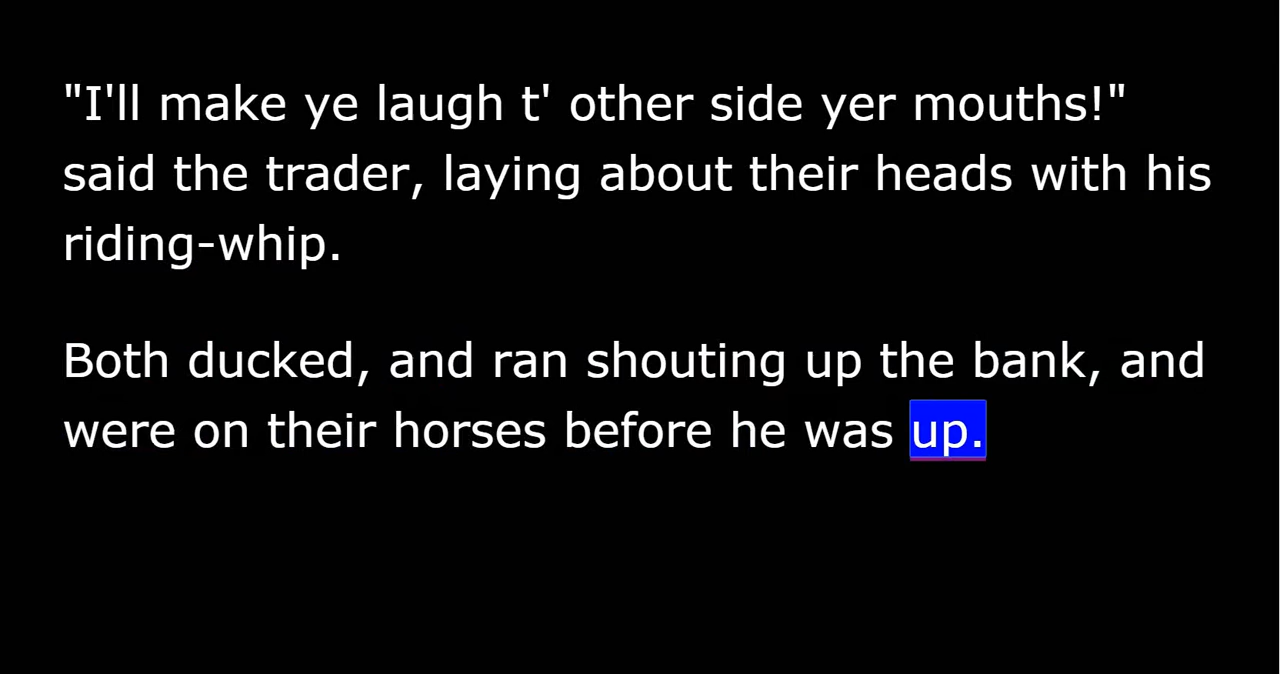 "I'll make ye laugh t' other side yer mouths!"
said the trader, laying about their heads with his
riding-whip.
Both ducked, and ran shouting up the bank, and
were on their horses before he was up.